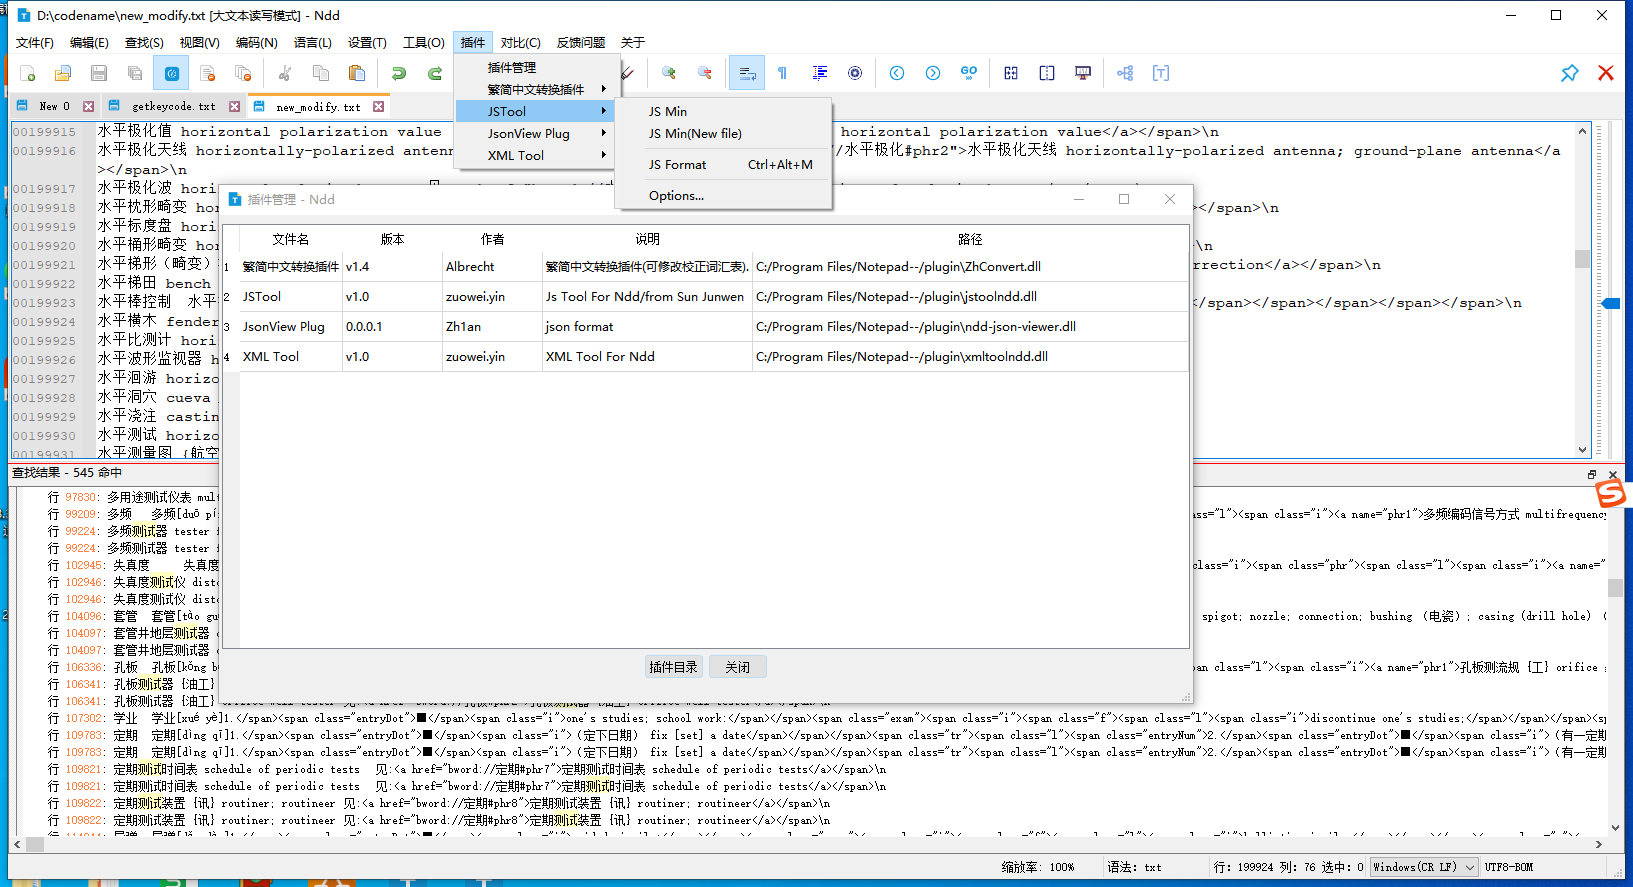 D:\codename\new_modify.txt [大文本读写模式] - Ndd
文件(F) 编辑(E) 查找(S) 视图(V) 编码(N) 语言(L) 设置(T) 工具(O) 插件 对比(C) 反馈问题 关于
插件管理
繁简中文转换插件
JSTool
JsonView Plug
XML Tool
JS Min
JS Min(New file)
JS Format Ctrl+Alt+M
Options...
New 0 getkeycode.txt new_modify.txt
00199915 水平极化值 horizontal polarization value horizontal polarization value</a></span>\n
00199916 水平极化天线 horizontally-polarized antenn //水平极化#phr2">水平极化天线 horizontally-polarized antenna; ground-plane antenna</a
></span>\n
00199917 水平极化波 hori
00199918 水平枕形畸变 hor ></span>\n
00199919 水平标度盘 hori
00199920 水平桶形畸变 hor \n
00199921 水平梯形（畸变） rrection</a></span>\n
00199922 水平梯田 bench
00199923 水平棒控制 水平 </span></span></span></span></span>\n
00199924 水平横木 fender
00199925 水平比测计 hori
00199926 水平波形监视器 h
00199927 水平洄游 horizo
00199928 水平洞穴 cueva
00199929 水平浇注 castin
00199930 水平测试 horizo
00199931 水平测量图 {航空
插件管理 - Ndd
文件名 版本 作者 说明 路径
1 繁简中文转换插件 v1.4 Albrecht 繁简中文转换插件(可修改校正词汇表). C:/Program Files/Notepad--/plugin\ZhConvert.dll
2 JSTool v1.0 zuowei.yin Js Tool For Ndd/from Sun Junwen C:/Program Files/Notepad--/plugin\jstoolndd.dll
3 JsonView Plug 0.0.0.1 Zh1an json format C:/Program Files/Notepad--/plugin\ndd-json-viewer.dll
4 XML Tool v1.0 zuowei.yin XML Tool For Ndd C:/Program Files/Notepad--/plugin\xmltoolndd.dll
插件目录 关闭
查找结果 - 545 命中
行 97830: 多用途测试仪表 mul
行 99209: 多频 多频[duō pí ="l"><span class="i"><a name="phr1">多频编码信号方式 multifrequency
行 99224: 多频测试器 tester
行 99224: 多频测试器 tester
行 102945: 失真度 失真度 lass="i"><span class="phr"><span class="l"><span class="i"><a name="
行 102946: 失真度测试仪 disto
行 102946: 失真度测试仪 disto
行 104096: 套管 套管[tào gu spigot; nozzle; connection; bushing （电瓷）; casing (drill hole) (
行 104097: 套管井地层测试器
行 104097: 套管井地层测试器
行 106336: 孔板 孔板[kǒng b an class="l"><span class="i"><a name="phr1">孔板测流规 {工} orifice
行 106341: 孔板测试器 {油工}
行 106341: 孔板测试器 {油工}
行 107302: 学业 学业[xué yè]1.</span><span class="entryDot">■</span><span class="i">one's studies; school work:</span><span class="exam"><span class="i"><span class="f"><span class="l"><span class="i">discontinue one's studies;</span></span></span><sp
行 109783: 定期 定期[dìng qī]1.</span><span class="entryDot">■</span><span class="i">（定下日期） fix [set] a date</span></span><span class="tr"><span class="l"><span class="entryNum">2.</span><span class="entryDot">■</span><span class="i">（有一定期
行 109783: 定期 定期[dìng qī]1.</span><span class="entryDot">■</span><span class="i">（定下日期） fix [set] a date</span></span><span class="tr"><span class="l"><span class="entryNum">2.</span><span class="entryDot">■</span><span class="i">（有一定期
行 109821: 定期测试时间表 schedule of periodic tests 见:<a href="bword://定期#phr7">定期测试时间表 schedule of periodic tests</a></span>\n
行 109821: 定期测试时间表 schedule of periodic tests 见:<a href="bword://定期#phr7">定期测试时间表 schedule of periodic tests</a></span>\n
行 109822: 定期测试装置 {讯} routiner; routineer 见:<a href="bword://定期#phr8">定期测试装置 {讯} routiner; routineer</a></span>\n
行 109822: 定期测试装置 {讯} routiner; routineer 见:<a href="bword://定期#phr8">定期测试装置 {讯} routiner; routineer</a></span>\n
缩放率: 100% 语法: txt 行: 199924 列: 76 选中: 0 Windows(CR LF) UTF8-BOM